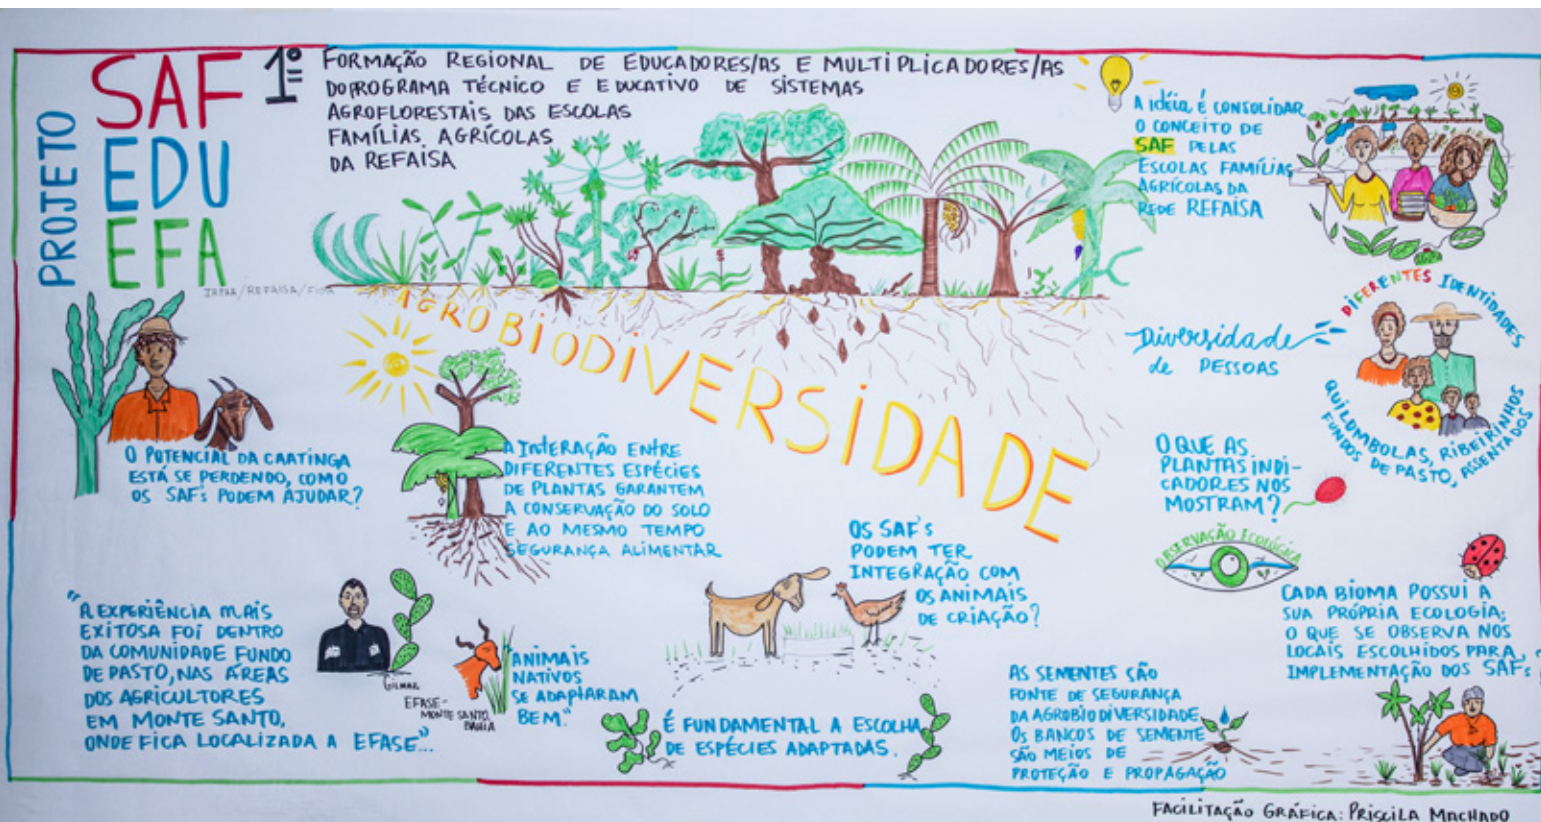 PROJETO
SAF
EDU
EFA
1º
FORMAÇÃO REGIONAL DE EDUCADORES/AS E MULTIPLICADORES/AS
DO PROGRAMA TÉCNICO E EDUCATIVO DE SISTEMAS
AGROFLORESTAIS DAS ESCOLAS
FAMÍLIAS AGRÍCOLAS
DA REFAISA
IRPAA/REFAISA/FIDA
A idéia É CONSOLIDAR
O CONCEITO DE
SAF PELAS
ESCOLAS FAMÍLIAS
AGRÍCOLAS DA
REDE REFAISA
AGROBIODIVERSIDADE
Diversidade
de PESSOAS
DIFERENTES IDENTIDADES
QUILOMBOLAS, RIBEIRINHOS
FUNDOS DE PASTO, ASSENTADOS
O POTENCIAL DA CAATINGA
ESTÁ SE PERDENDO, COMO
OS SAFs PODEM AJUDAR?
A INTERAÇÃO ENTRE
DIFERENTES ESPÉCIES
DE PLANTAS GARANTEM
A CONSERVAÇÃO DO SOLO
E AO MESMO TEMPO
SEGURANÇA ALIMENTAR
O QUE AS
PLANTAS INDI-
CADORES NOS
MOSTRAM?
OBSERVAÇÃO ECOLÓGICA
OS SAF's
PODEM TER
INTEGRAÇÃO COM
OS ANIMAIS
DE CRIAÇÃO?
CADA BIOMA POSSUI A
SUA PRÓPRIA ECOLOGIA;
O QUE SE OBSERVA NOS
LOCAIS ESCOLHIDOS PARA
IMPLEMENTAÇÃO DOS SAFs?
"A EXPERIÊNCIA MAIS
EXITOSA FOI DENTRO
DA COMUNIDADE FUNDO
DE PASTO, NAS ÁREAS
DOS AGRICULTORES
EM MONTE SANTO,
ONDE FICA LOCALIZADA A EFASE"...
GILMAR
EFASE-
MONTE SANTO,
BAHIA
"ANIMAIS
NATIVOS
SE ADAPTARAM
BEM."
É FUNDAMENTAL A ESCOLHA
DE ESPÉCIES ADAPTADAS.
AS SEMENTES SÃO
FONTE DE SEGURANÇA
DA AGROBIODIVERSIDADE
OS BANCOS DE SEMENTE
SÃO MEIOS DE
PROTEÇÃO E PROPAGAÇÃO
FACILITAÇÃO GRÁFICA: PRISCILA MACHADO